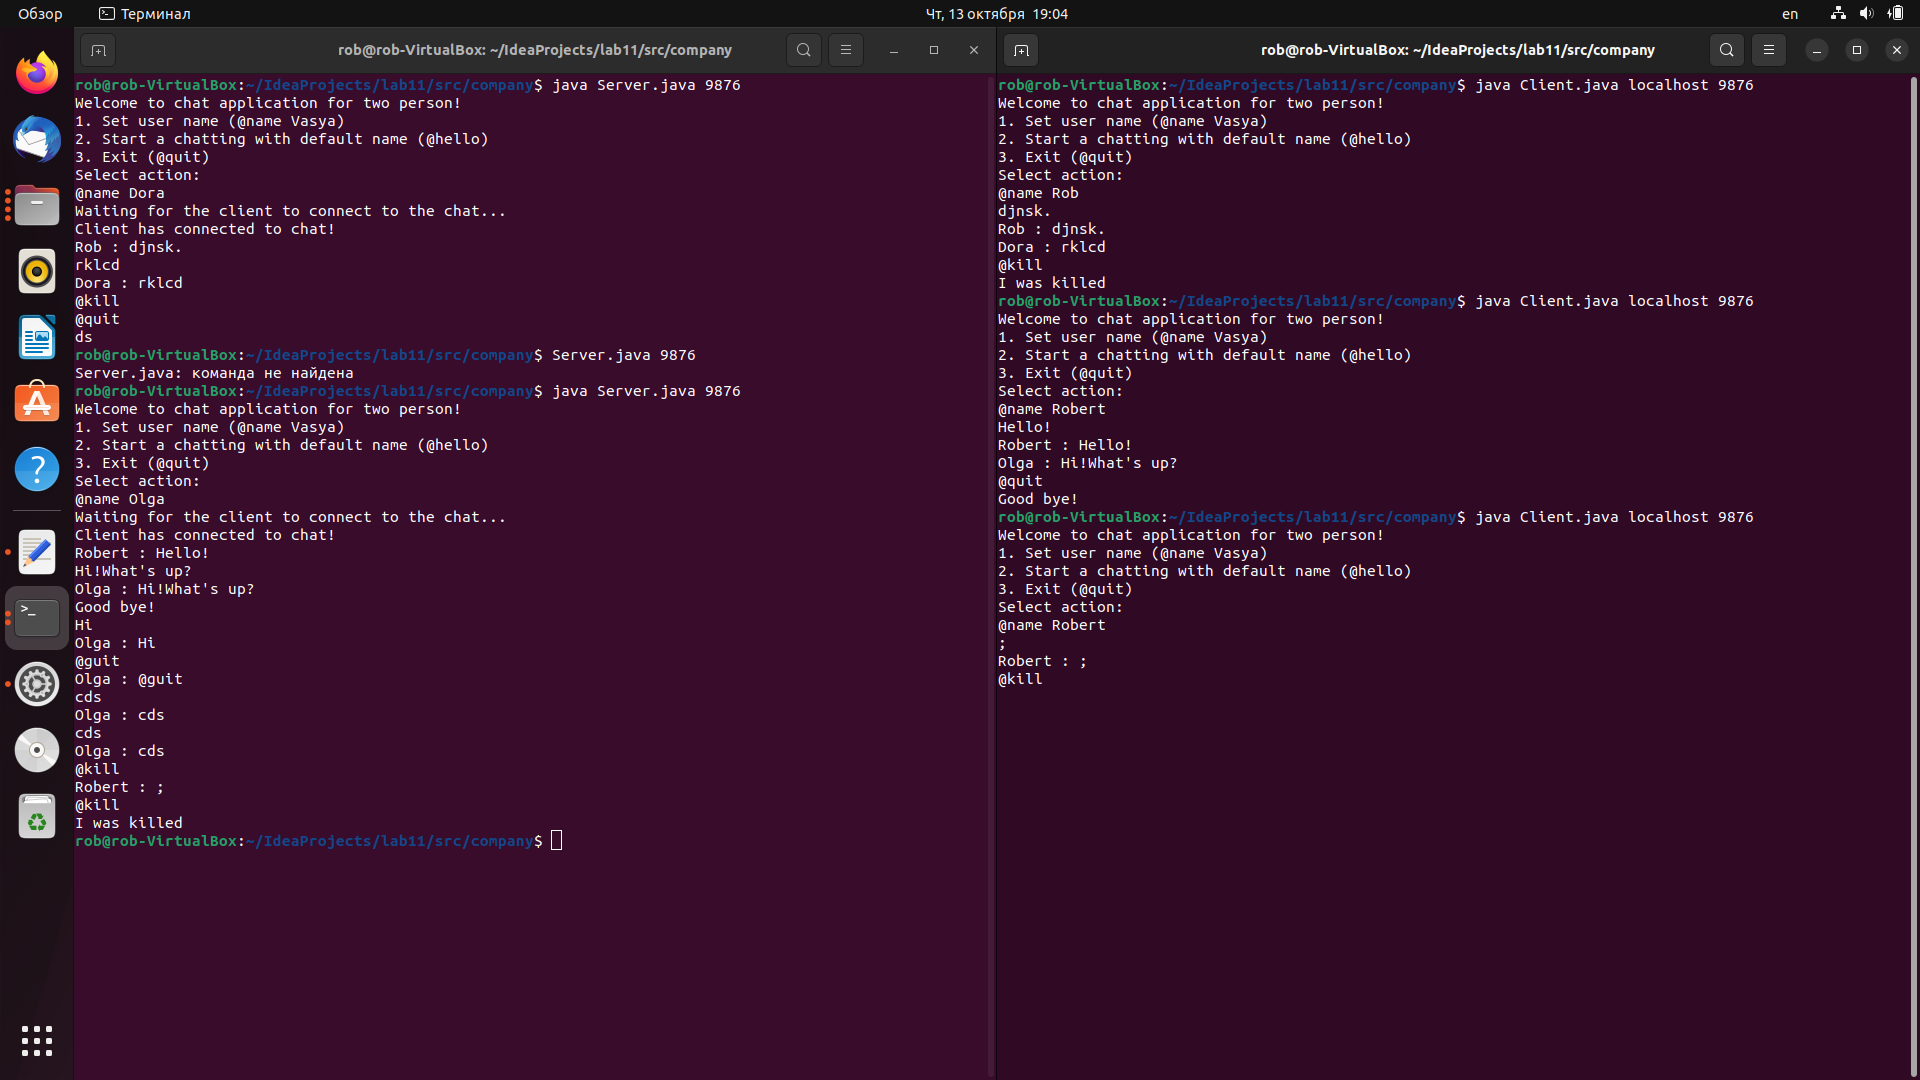 Обзор
Терминал
Чт, 13 октября 19:04
en
rob@rob-VirtualBox: ~/IdeaProjects/lab11/src/company
rob@rob-VirtualBox:~/IdeaProjects/lab11/src/company$ java Server.java 9876
Welcome to chat application for two person!
1. Set user name (@name Vasya)
2. Start a chatting with default name (@hello)
3. Exit (@quit)
Select action:
@name Dora
Waiting for the client to connect to the chat...
Client has connected to chat!
Rob : djnsk.
rklcd
Dora : rklcd
@kill
@quit
ds
rob@rob-VirtualBox:~/IdeaProjects/lab11/src/company$ Server.java 9876
Server.java: команда не найдена
rob@rob-VirtualBox:~/IdeaProjects/lab11/src/company$ java Server.java 9876
Welcome to chat application for two person!
1. Set user name (@name Vasya)
2. Start a chatting with default name (@hello)
3. Exit (@quit)
Select action:
@name Olga
Waiting for the client to connect to the chat...
Client has connected to chat!
Robert : Hello!
Hi!What's up?
Olga : Hi!What's up?
Good bye!
Hi
Olga : Hi
@guit
Olga : @guit
cds
Olga : cds
cds
Olga : cds
@kill
Robert : ;
@kill
I was killed
rob@rob-VirtualBox:~/IdeaProjects/lab11/src/company$
rob@rob-VirtualBox: ~/IdeaProjects/lab11/src/company
rob@rob-VirtualBox:~/IdeaProjects/lab11/src/company$ java Client.java localhost 9876
Welcome to chat application for two person!
1. Set user name (@name Vasya)
2. Start a chatting with default name (@hello)
3. Exit (@quit)
Select action:
@name Rob
djnsk.
Rob : djnsk.
Dora : rklcd
@kill
I was killed
rob@rob-VirtualBox:~/IdeaProjects/lab11/src/company$ java Client.java localhost 9876
Welcome to chat application for two person!
1. Set user name (@name Vasya)
2. Start a chatting with default name (@hello)
3. Exit (@quit)
Select action:
@name Robert
Hello!
Robert : Hello!
Olga : Hi!What's up?
@quit
Good bye!
rob@rob-VirtualBox:~/IdeaProjects/lab11/src/company$ java Client.java localhost 9876
Welcome to chat application for two person!
1. Set user name (@name Vasya)
2. Start a chatting with default name (@hello)
3. Exit (@quit)
Select action:
@name Robert
;
Robert : ;
@kill